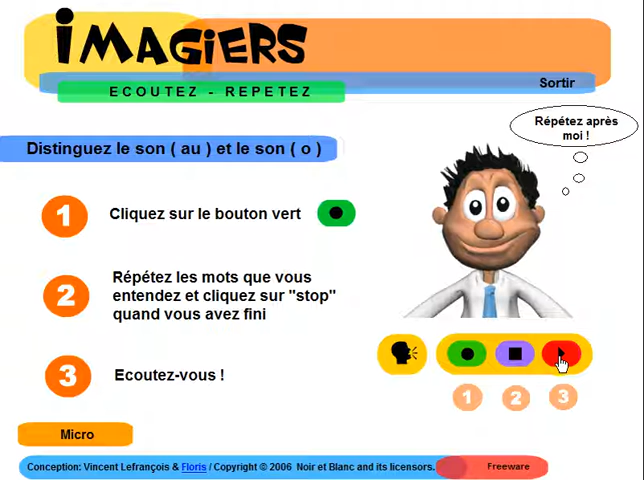 iMAGiERS
Sortir
ECOUTEZ - REPETEZ
Répétez après
moi !
Distinguez le son ( au ) et le son ( o )
1 Cliquez sur le bouton vert
2 Répétez les mots que vous
entendez et cliquez sur "stop"
quand vous avez fini
3 Ecoutez-vous !
1 2 3
Micro
Conception: Vincent Lefrançois & Floris / Copyright © 2006 Noir et Blanc and its licensors. Freeware